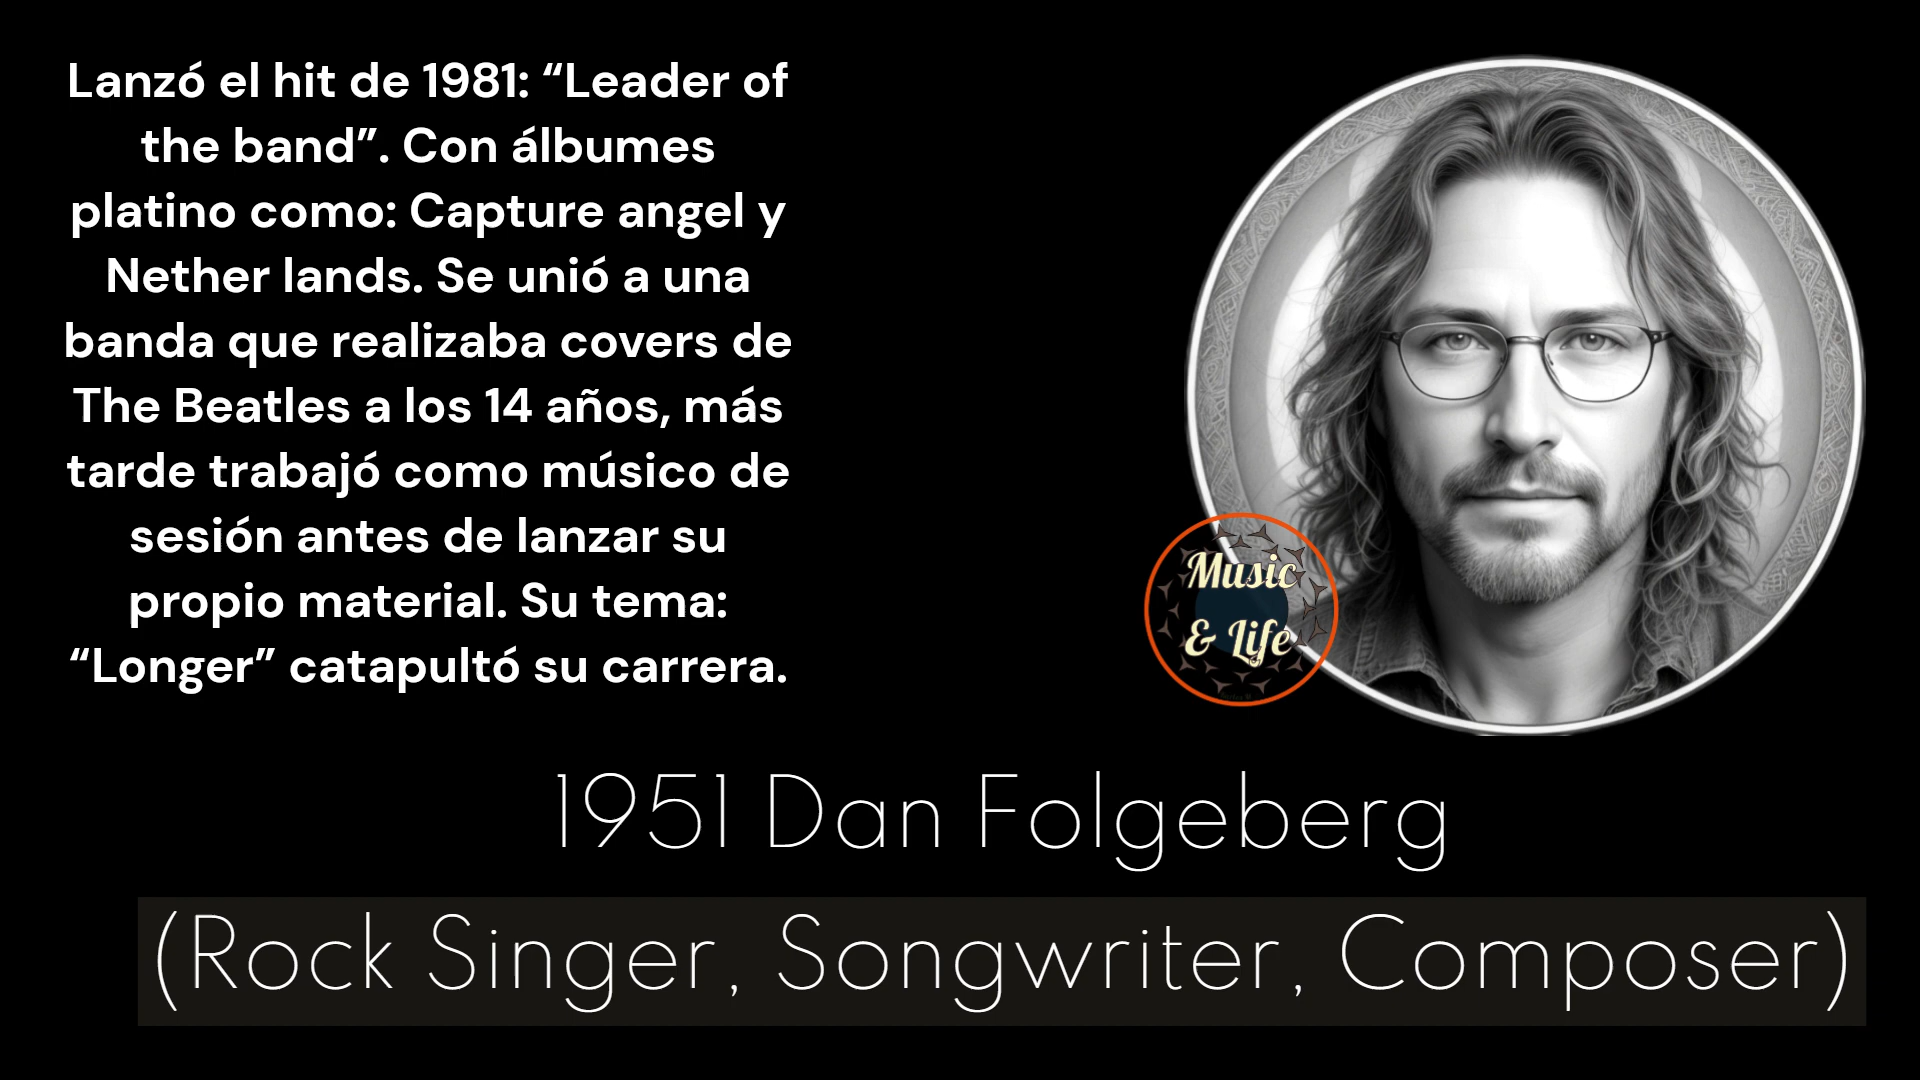 Lanzó el hit de 1981: “Leader of
the band”. Con álbumes
platino como: Capture angel y
Nether lands. Se unió a una
banda que realizaba covers de
The Beatles a los 14 años, más
tarde trabajó como músico de
sesión antes de lanzar su
propio material. Su tema:
“Longer” catapultó su carrera.
Music
& Life
1951 Dan Folgeberg
(Rock Singer, Songwriter, Composer)